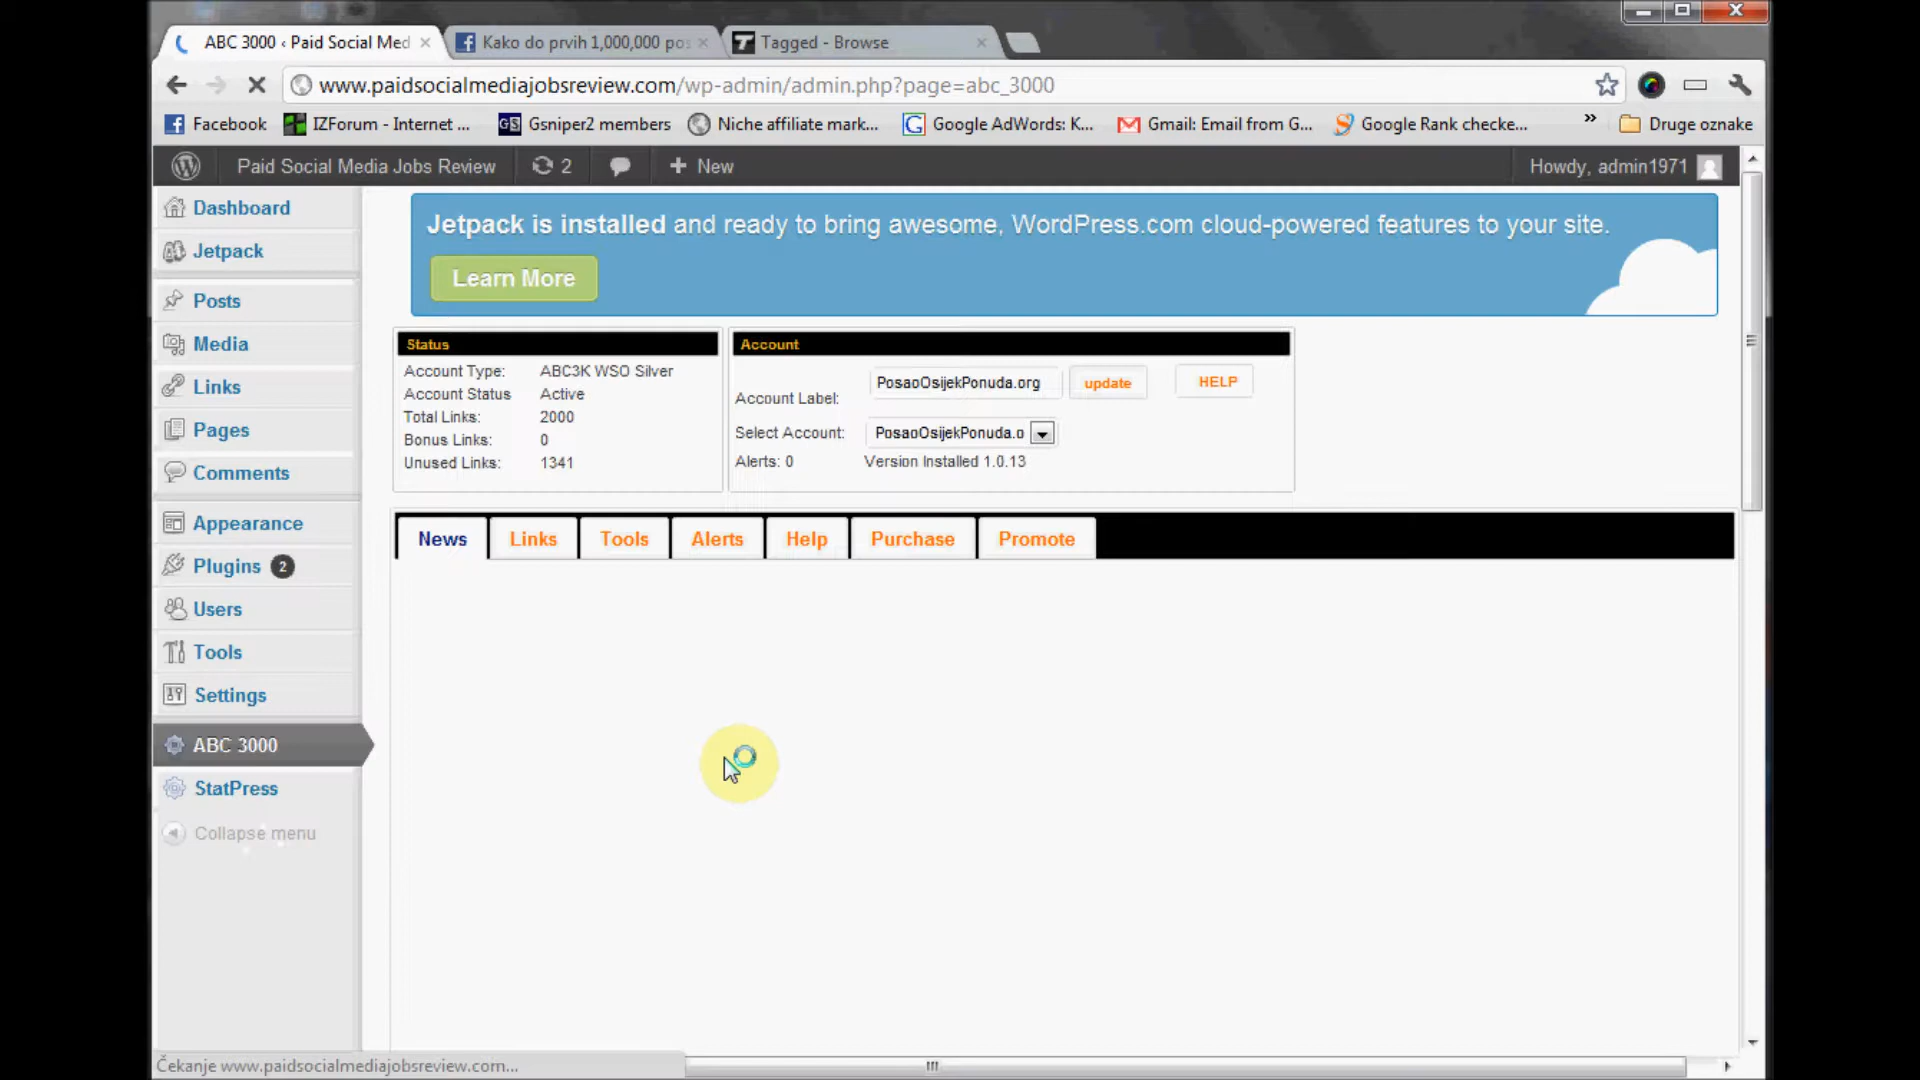 ABC 3000 ‹ Paid Social Med
Kako do prvih 1,000,000 pos
Tagged - Browse
www.paidsocialmediajobsreview.com/wp-admin/admin.php?page=abc_3000
Facebook
IZForum - Internet ...
GS Gsniper2 members
Niche affiliate mark...
Google AdWords: K...
Gmail: Email from G...
Google Rank checke...
»
Druge oznake
Paid Social Media Jobs Review
2
+ New
Howdy, admin1971
Dashboard
Jetpack
Posts
Media
Links
Pages
Comments
Appearance
Plugins 2
Users
Tools
Settings
ABC 3000
StatPress
Collapse menu
Jetpack is installed and ready to bring awesome, WordPress.com cloud-powered features to your site.
Learn More
Status
Account Type: ABC3K WSO Silver
Account Status Active
Total Links: 2000
Bonus Links: 0
Unused Links: 1341
Account
Account Label: PosaoOsijekPonuda.org update HELP
Select Account: PosaoOsijekPonuda.o
Alerts: 0 Version Installed 1.0.13
News Links Tools Alerts Help Purchase Promote
Čekanje www.paidsocialmediajobsreview.com...